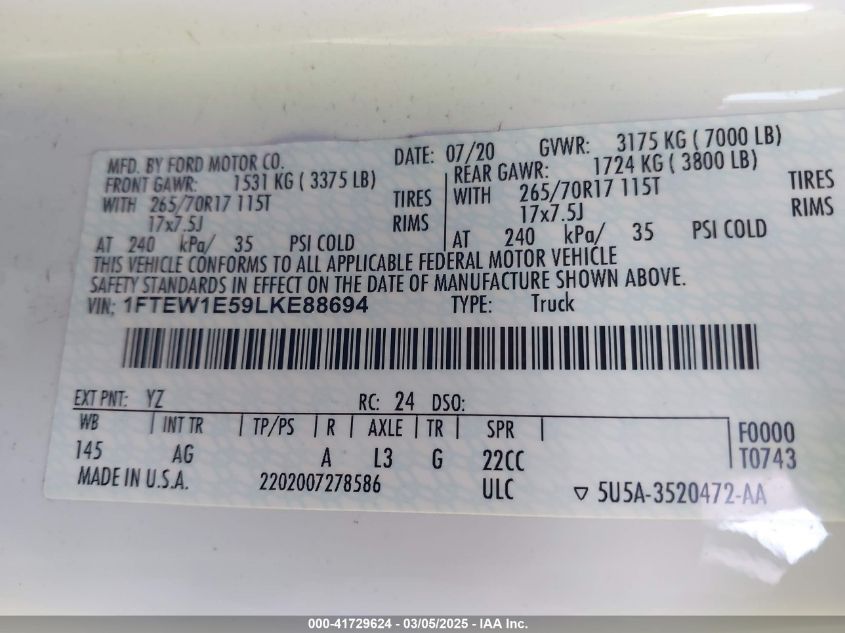 MFD. BY FORD MOTOR CO. DATE: 07/20 GVWR: 3175 KG ( 7000 LB)
FRONT GAWR: 1531 KG ( 3375 LB) REAR GAWR: 1724 KG ( 3800 LB)
WITH 265/70R17 115T TIRES WITH 265/70R17 115T TIRES
17x7.5J RIMS 17x7.5J RIMS
AT 240 kPa/ 35 PSI COLD AT 240 kPa/ 35 PSI COLD
THIS VEHICLE CONFORMS TO ALL APPLICABLE FEDERAL MOTOR VEHICLE
SAFETY STANDARDS IN EFFECT ON THE DATE OF MANUFACTURE SHOWN ABOVE.
VIN: 1FTEW1E59LKE88694 TYPE: Truck
EXT PNT: YZ RC: 24 DSO:
WB INT TR TP/PS R AXLE TR SPR F0000
145 AG A L3 G 22CC T0743
MADE IN U.S.A. 2202007278586 ULC ▽ 5U5A-3520472-AA
000-41729624 - 03/05/2025 - IAA Inc.